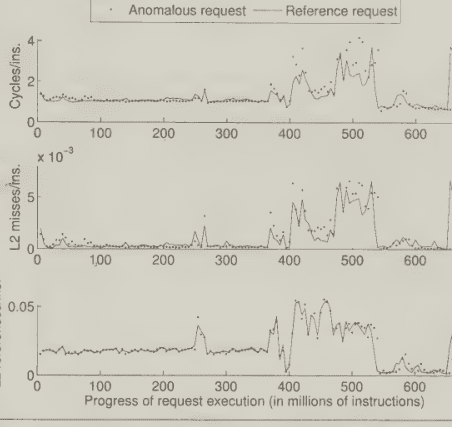 Anomalous request Reference request
Cycles/ins.
4
2
0
0 100 200 300 400 500 600
x 10⁻³
L2 misses/ins.
5
0
0 100 200 300 400 500 600
0.05
0
0 100 200 300 400 500 600
Progress of request execution (in millions of instructions)